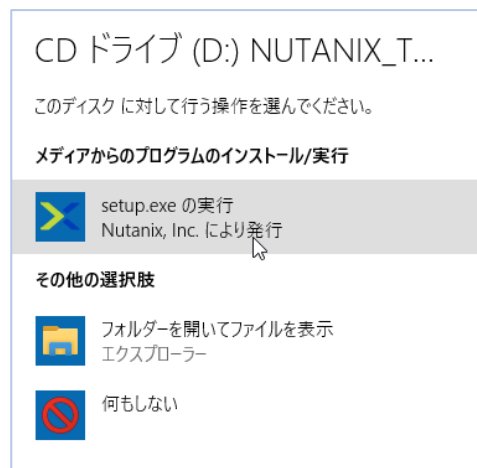 CD ドライブ (D:) NUTANIX_T...
このディスク に対して行う操作を選んでください。
メディアからのプログラムのインストール/実行
setup.exe の実行
Nutanix, Inc. により発行
その他の選択肢
フォルダーを開いてファイルを表示
エクスプローラー
何もしない